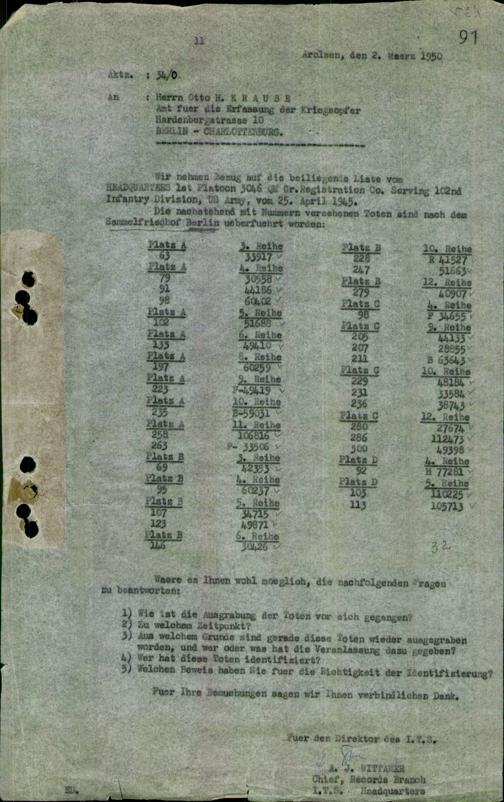 91
11
Arolsen, den 2. Maerz 1950
Aktz. : 34/0
An : Herrn Otto H. K R A U S E
Amt fuer die Erfassung der Kriegsopfer
Hardenbergstrasse 10
BERLIN - CHARLOTTENBURG.
Wir nehmen Bezug auf die beiliegende Liste vom
HEADQUARTERS 1st Platoon 3046 QM Gr.Registration Co. Serving 102nd
Infantry Division, US Army, vom 25. April 1945.
Die nachstehend mit Nummern versehenen Toten sind nach dem
Sammelfriedhof Berlin ueberfuehrt worden:
Platz A 3. Reihe
63 33917
Platz A 4. Reihe
79 30558
91 44186
98 60402
Platz A 5. Reihe
102 51688
Platz A 6. Reihe
133 49410
Platz A 8. Reihe
197 60259
Platz A 9. Reihe
223 F-49419
Platz A 10. Reihe
235 B-59031
Platz A 11. Reihe
258 106816
263 F- 33506
Platz B 3. Reihe
69 42353
Platz B 4. Reihe
95 60237
Platz B 5. Reihe
107 34715
123 49871
Platz B 6. Reihe
146 30426
Platz B 10. Reihe
228 R 41527
247 51663
Platz B 12. Reihe
279 40907
Platz C 4. Reihe
98 F 34655
Platz C 9. Reihe
205 44133
207 28855
211 B 63643
Platz C 10. Reihe
229 48184
231 33584
236 38743
Platz C 12. Reihe
280 27674
286 112473
300 49398
Platz D 4. Reihe
92 H 77281
Platz D 5. Reihe
103 110225
113 105713
32
Waere es Ihnen wohl moeglich, die nachfolgenden Fragen
zu beantworten:
1) Wie ist die Ausgrabung der Toten vor sich gegangen?
2) Zu welchem Zeitpunkt?
3) Aus welchem Grunde sind gerade diese Toten wieder ausgegraben
worden, und wer oder was hat die Veranlassung dazu gegeben?
4) Wer hat diese Toten identifiziert?
5) Welchen Beweis haben Sie fuer die Richtigkeit der Identifizierung?
Fuer Ihre Bemuehungen sagen wir Ihnen verbindlichen Dank.
Fuer den Direktor des I.T.S.
A. J. WITTAMER
Chief, Records Branch
I.T.S. Headquarters